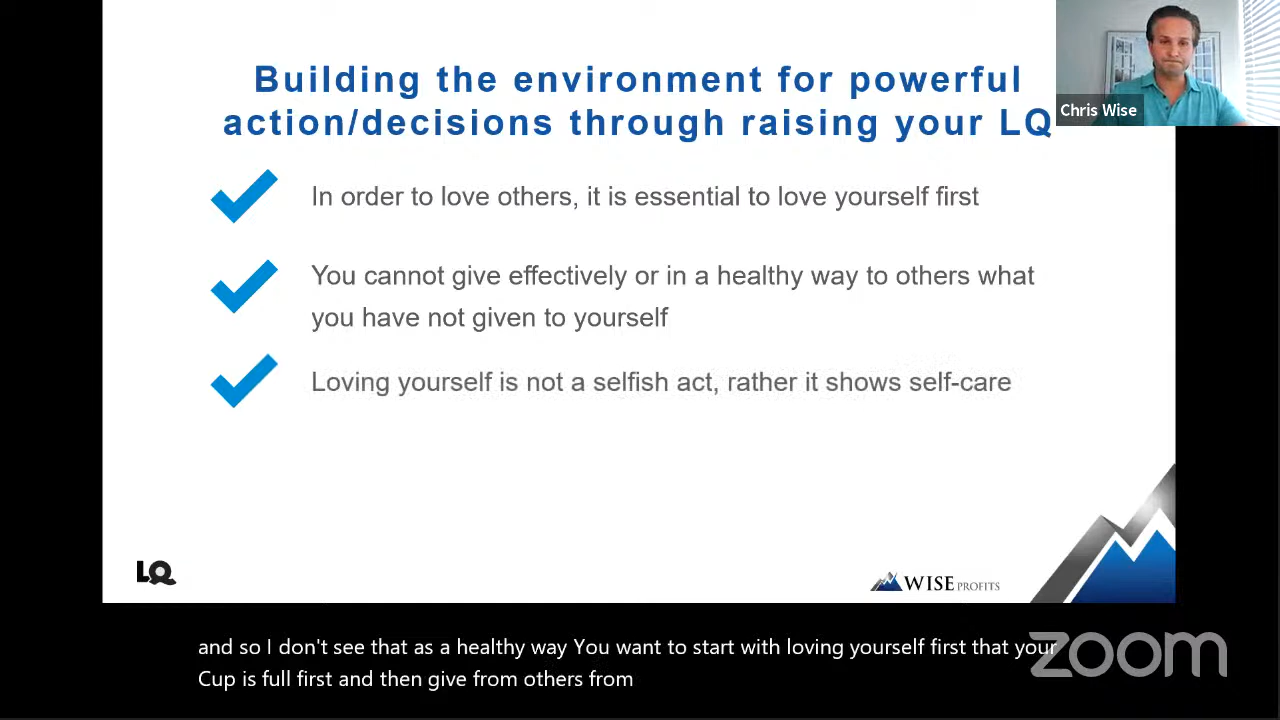 Building the environment for powerful
action/decisions through raising your LQ
Chris Wise
In order to love others, it is essential to love yourself first
You cannot give effectively or in a healthy way to others what
you have not given to yourself
Loving yourself is not a selfish act, rather it shows self-care
LQ
WISE PROFITS
and so I don't see that as a healthy way You want to start with loving yourself first that your
Cup is full first and then give from others from
zoom